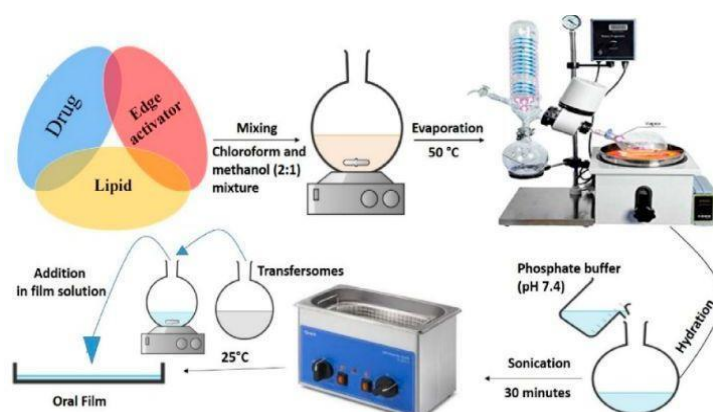 Drug
Edge
activator
Lipid
Mixing
Chloroform and
methanol (2:1)
mixture
Evaporation
50 °C
Hydration
Phosphate buffer
(pH 7.4)
Sonication
30 minutes
25°C
Transfersomes
Addition
in film solution
Oral Film